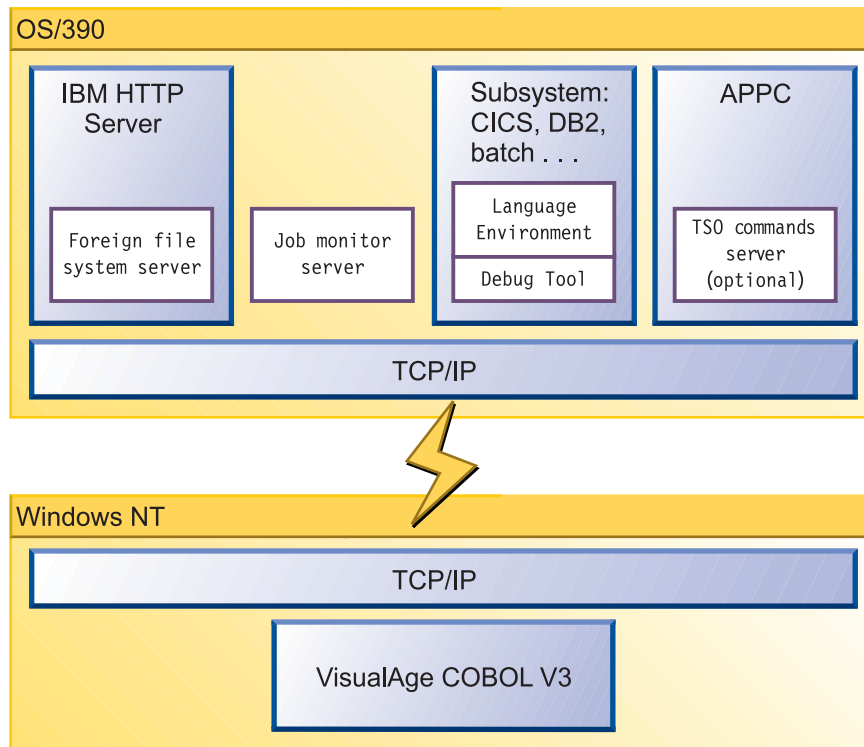 OS/390
IBM HTTP
Server
Foreign file
system server
Job monitor
server
Subsystem:
CICS, DB2,
batch . . .
Language
Environment
Debug Tool
APPC
TSO commands
server
(optional)
TCP/IP
Windows NT
TCP/IP
VisualAge COBOL V3